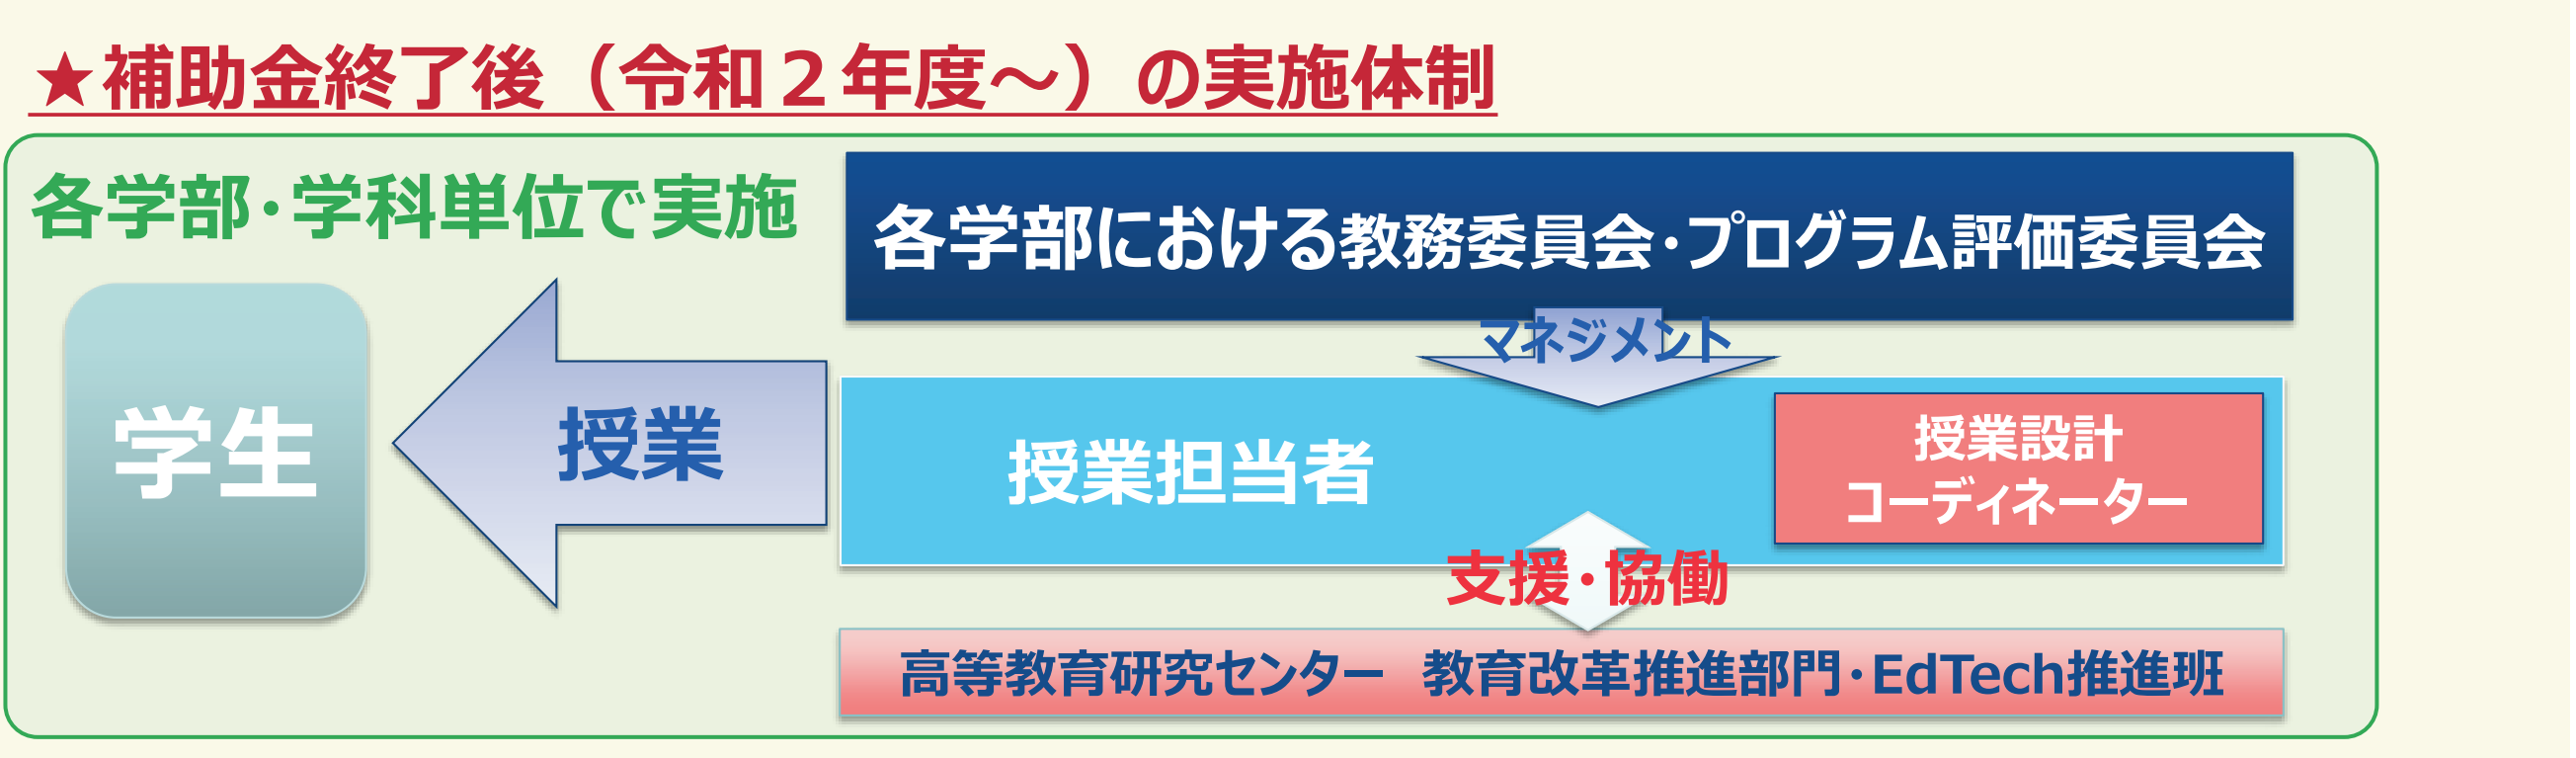 ★補助金終了後（令和２年度～）の実施体制
各学部・学科単位で実施
各学部における教務委員会・プログラム評価委員会
マネジメント
学生
授業
授業担当者
授業設計
コーディネーター
支援・協働
高等教育研究センター　教育改革推進部門・EdTech推進班